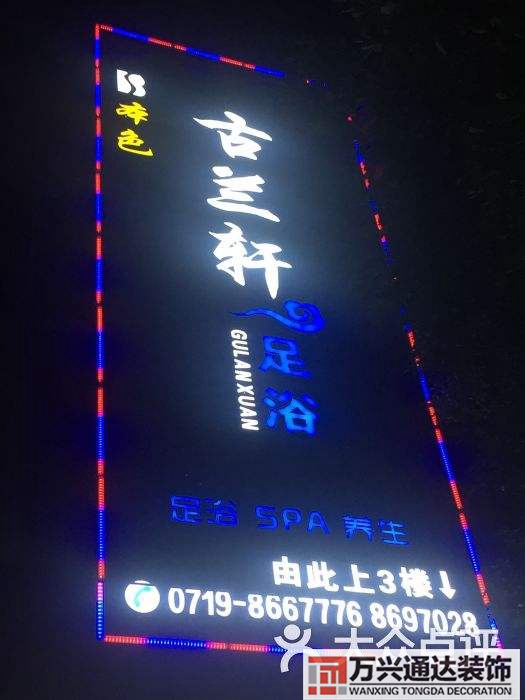 本色
古兰轩
足浴
GULANXUAN
足浴 SPA 养生
由此上3樓↓
0719-8667776 8697028
大众点评
万兴通达装饰
WANXING TONGDA DECORATION